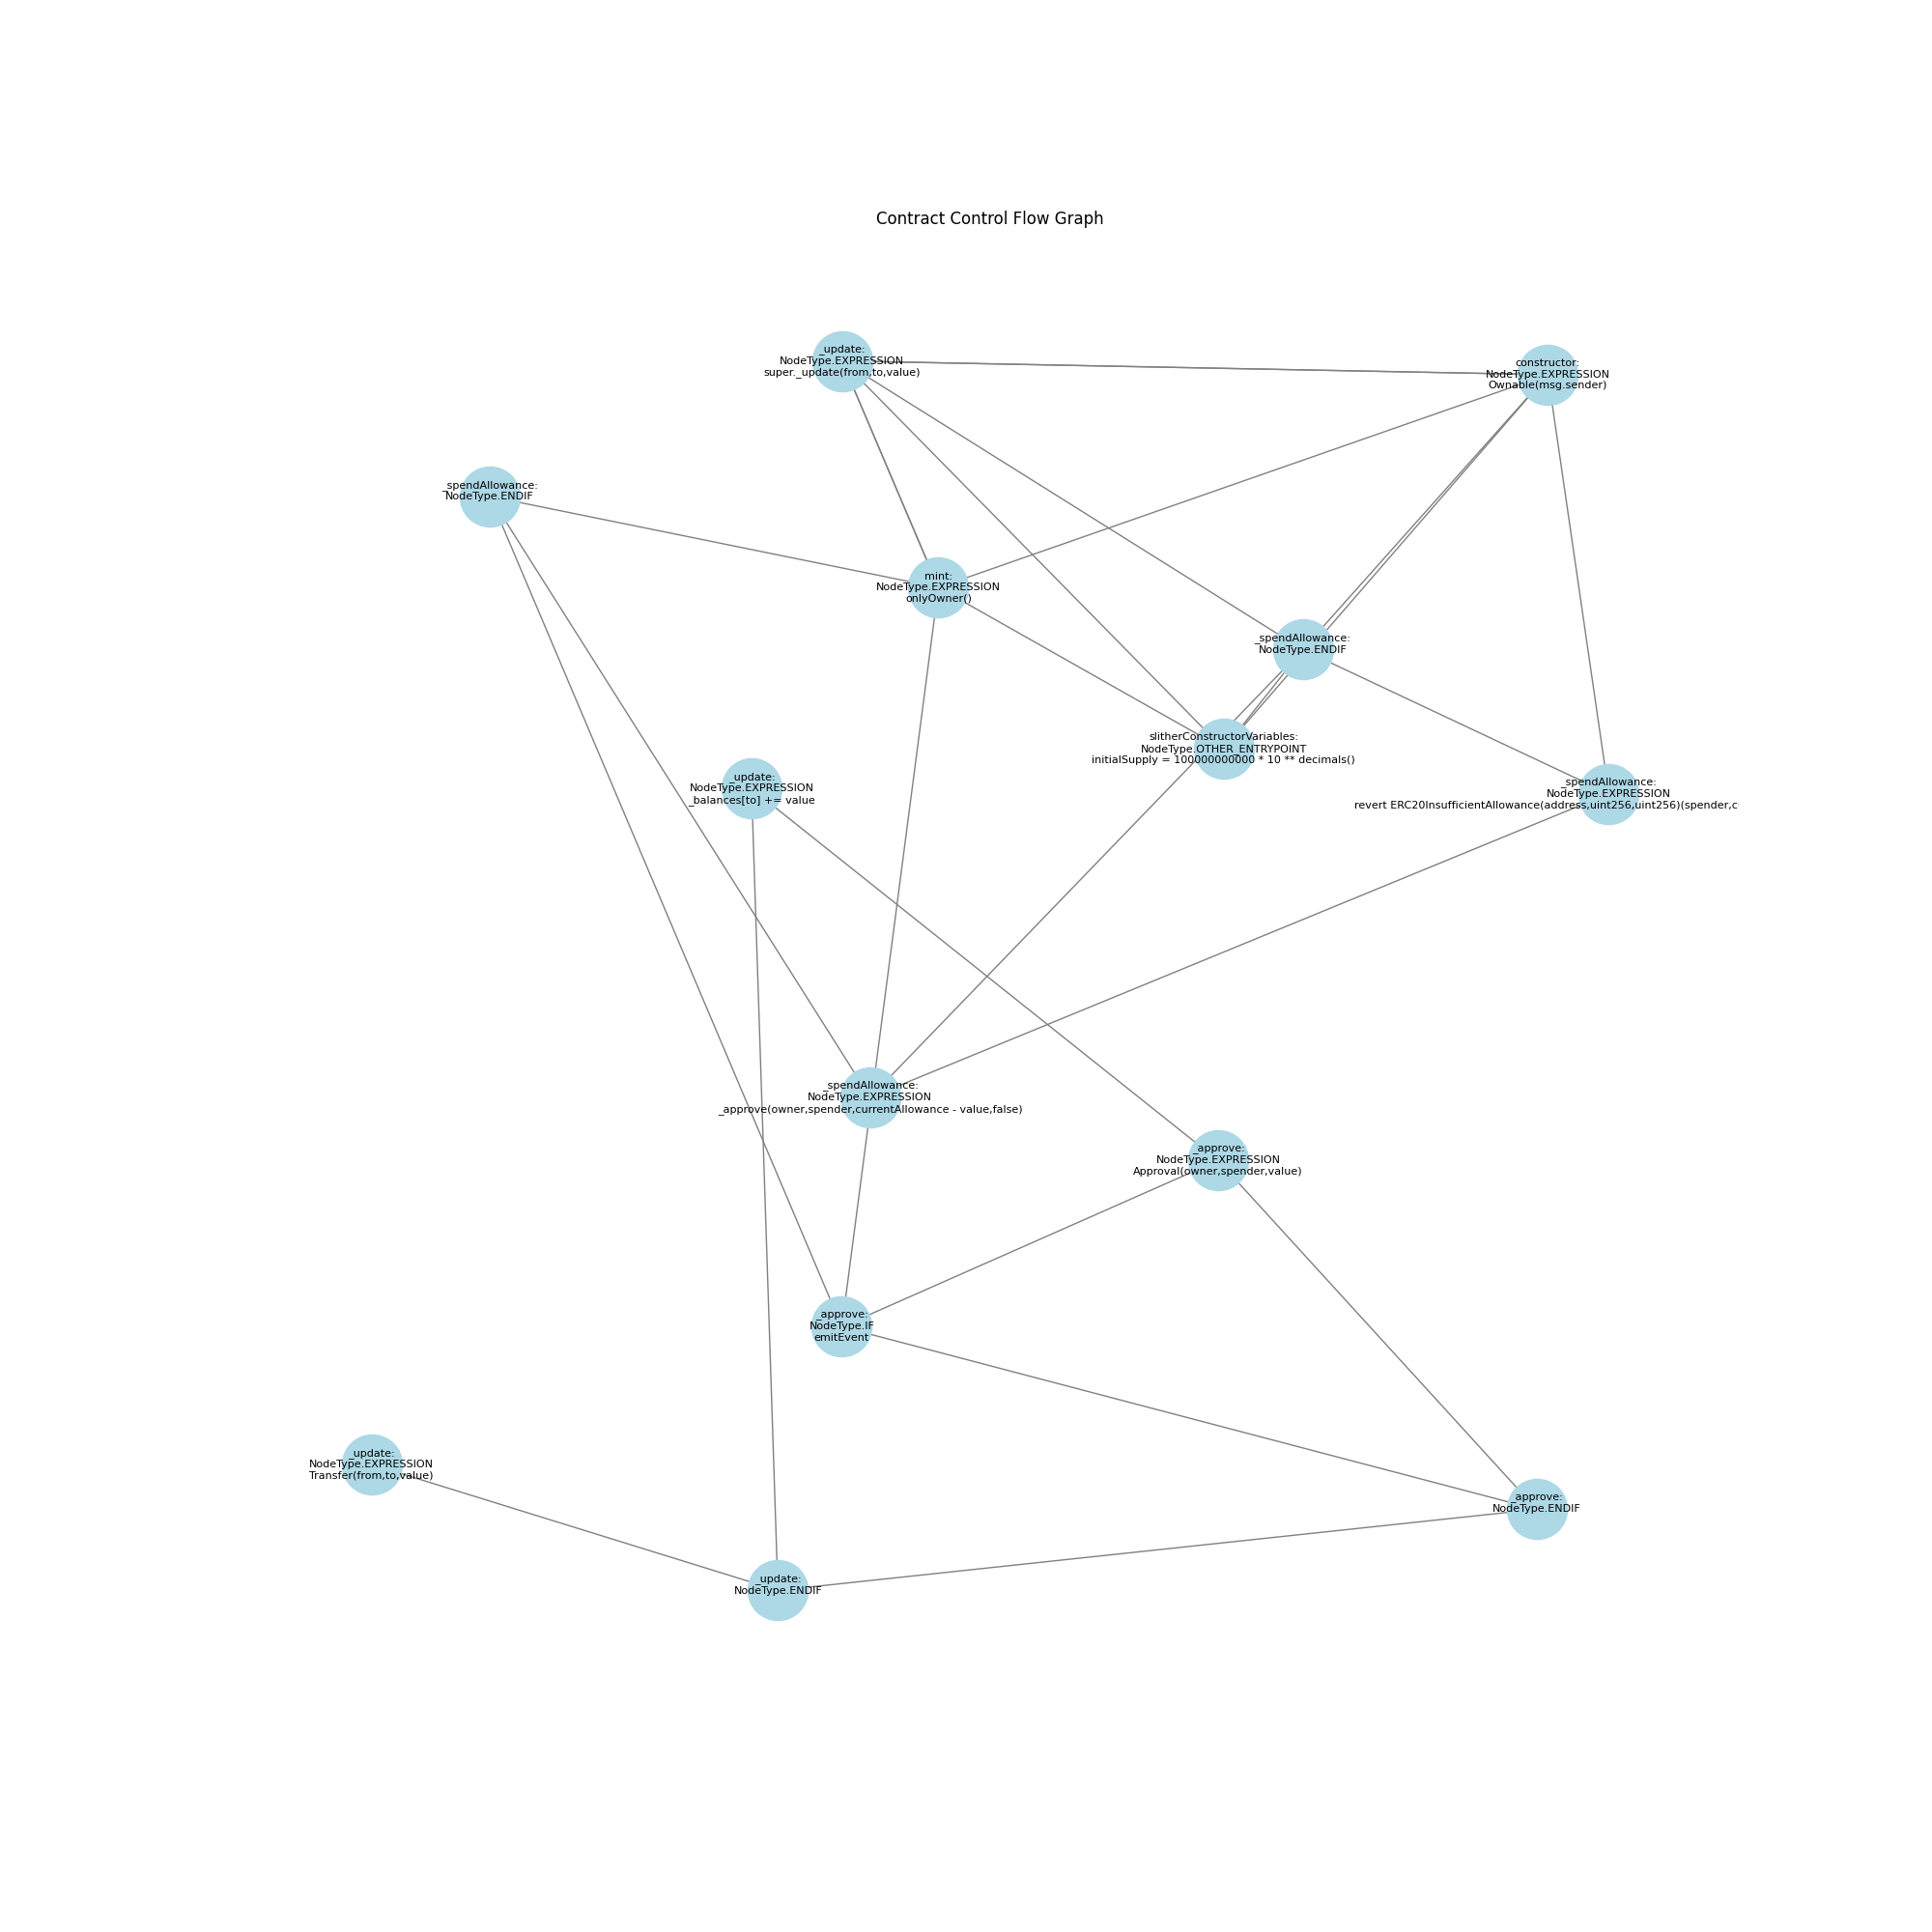 Contract Control Flow Graph
_update:
NodeType.EXPRESSION
super._update(from,to,value)
constructor:
NodeType.EXPRESSION
Ownable(msg.sender)
_spendAllowance:
NodeType.ENDIF
mint:
NodeType.EXPRESSION
onlyOwner()
_spendAllowance:
NodeType.ENDIF
slitherConstructorVariables:
NodeType.OTHER_ENTRYPOINT
initialSupply = 100000000000 * 10 ** decimals()
_update:
NodeType.EXPRESSION
_balances[to] += value
_spendAllowance:
NodeType.EXPRESSION
revert ERC20InsufficientAllowance(address,uint256,uint256)(spender,c
_spendAllowance:
NodeType.EXPRESSION
_approve(owner,spender,currentAllowance - value,false)
_approve:
NodeType.EXPRESSION
Approval(owner,spender,value)
_approve:
NodeType.IF
emitEvent
_update:
NodeType.EXPRESSION
Transfer(from,to,value)
_approve:
NodeType.ENDIF
_update:
NodeType.ENDIF